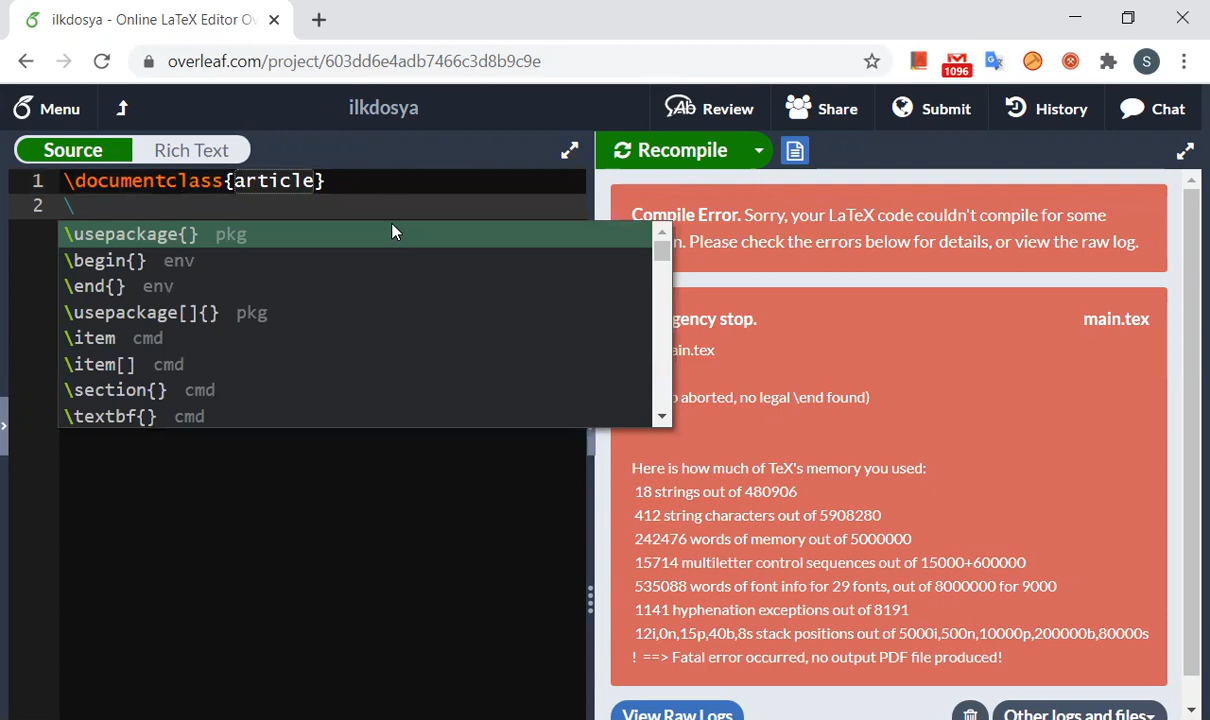 ilkdosya - Online LaTeX Editor Ov
overleaf.com/project/603dd6e4adb7466c3d8b9c9e
1096
S
Menu
ilkdosya
Ab Review
Share
Submit
History
Chat
Source
Rich Text
Recompile
1 \documentclass{article}
2 \
\usepackage{} pkg
\begin{} env
\end{} env
\usepackage[]{} pkg
\item cmd
\item[] cmd
\section{} cmd
\textbf{} cmd
Compile Error. Sorry, your LaTeX code couldn't compile for some
n. Please check the errors below for details, or view the raw log.
gency stop.
main.tex
ain.tex
aborted, no legal \end found)
Here is how much of TeX's memory you used:
18 strings out of 480906
412 string characters out of 5908280
242476 words of memory out of 5000000
15714 multiletter control sequences out of 15000+600000
535088 words of font info for 29 fonts, out of 8000000 for 9000
1141 hyphenation exceptions out of 8191
12i,0n,15p,40b,8s stack positions out of 5000i,500n,10000p,200000b,80000s
! ==> Fatal error occurred, no output PDF file produced!
View Raw Logs
Other logs and files